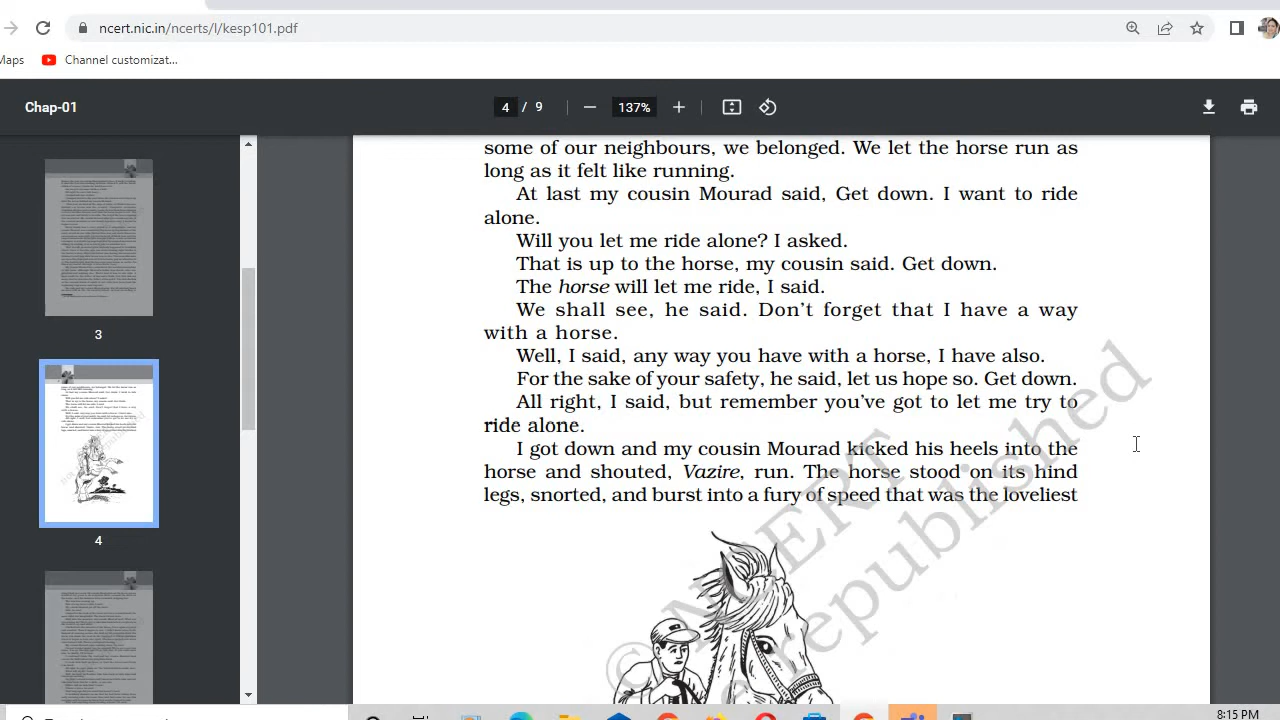 ncert.nic.in/ncerts/l/kesp101.pdf
Maps
Channel customizat...
Chap-01
4 / 9
137%
3
4
some of our neighbours, we belonged. We let the horse run as
long as it felt like running.
At last my cousin Mourad said, Get down. I want to ride
alone.
Will you let me ride alone? I asked.
That is up to the horse, my cousin said. Get down.
The horse will let me ride, I said.
We shall see, he said. Don't forget that I have a way
with a horse.
Well, I said, any way you have with a horse, I have also.
For the sake of your safety, he said, let us hope so. Get down.
All right, I said, but remember you've got to let me try to
ride alone.
I got down and my cousin Mourad kicked his heels into the
horse and shouted, Vazire, run. The horse stood on its hind
legs, snorted, and burst into a fury of speed that was the loveliest
© NCERT
republished
8:15 PM